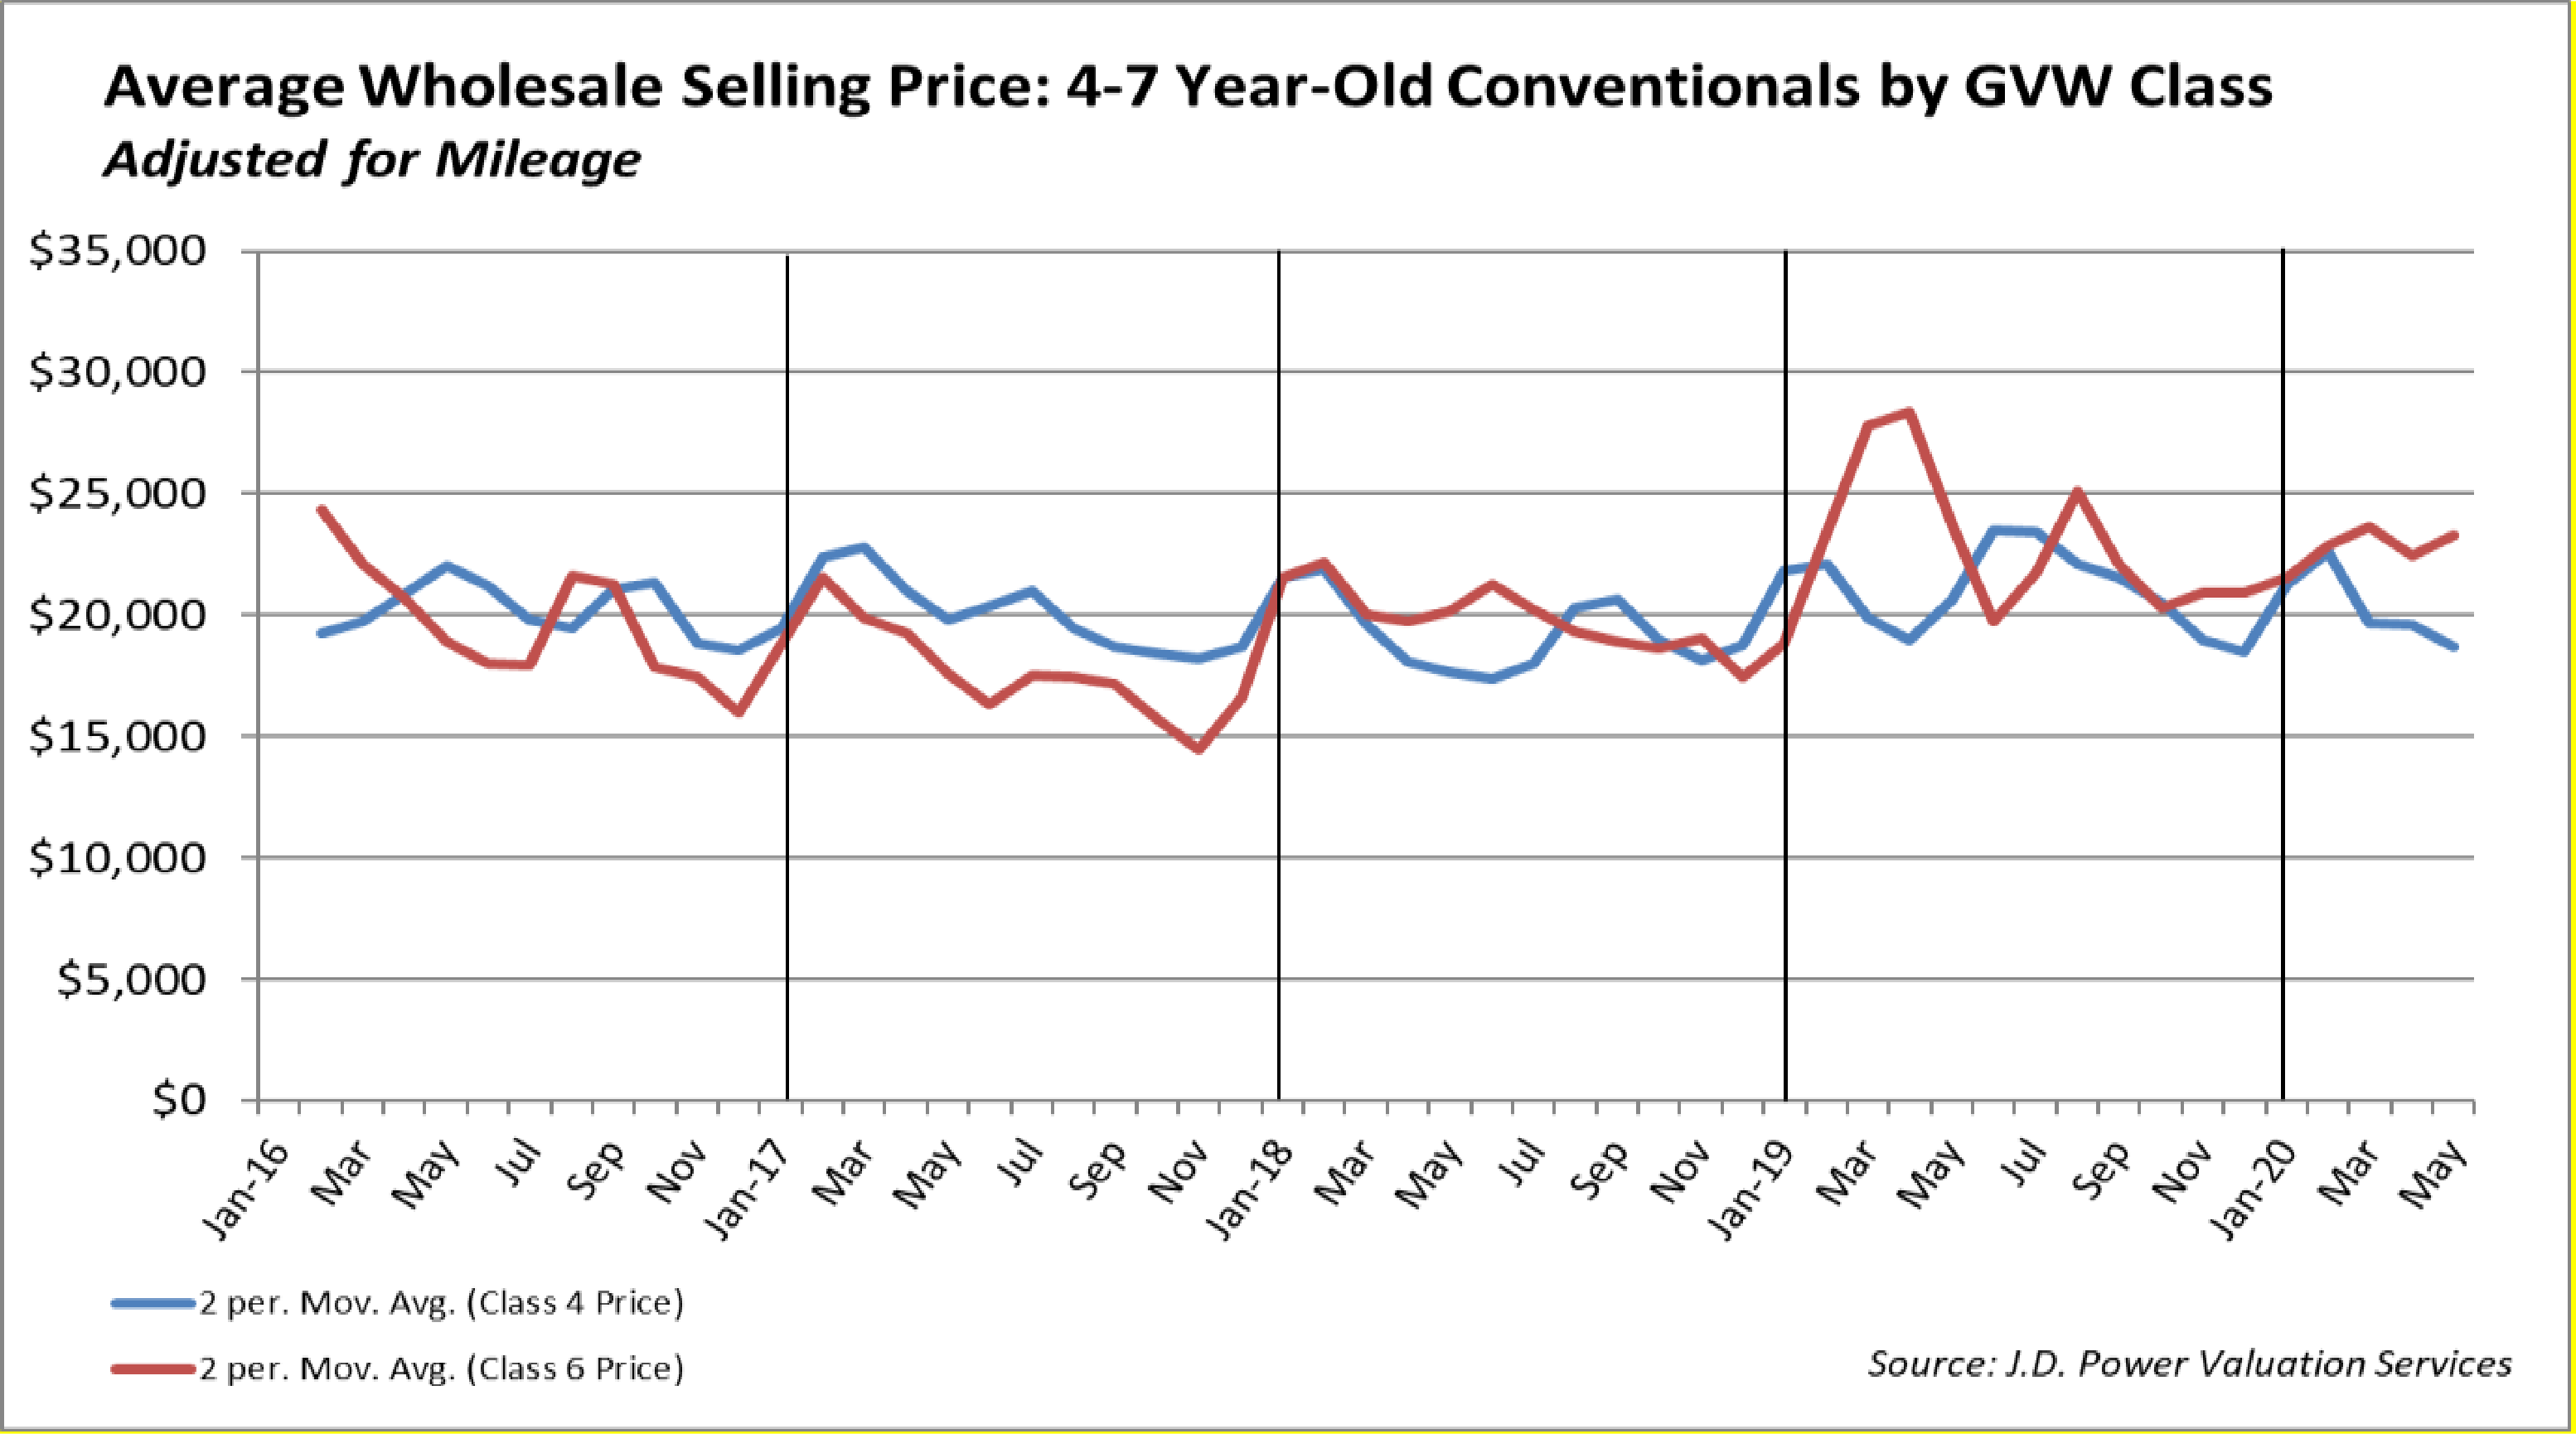 Average Wholesale Selling Price: 4-7 Year-Old Conventionals by GVW Class
Adjusted for Mileage
$35,000
$30,000
$25,000
$20,000
$15,000
$10,000
$5,000
$0
Jan-16 Mar May Jul Sep Nov Jan-17 Mar May Jul Sep Nov Jan-18 Mar May Jul Sep Nov Jan-19 Mar May Jul Sep Nov Jan-20 Mar May
2 per. Mov. Avg. (Class 4 Price)
2 per. Mov. Avg. (Class 6 Price)
Source: J.D. Power Valuation Services